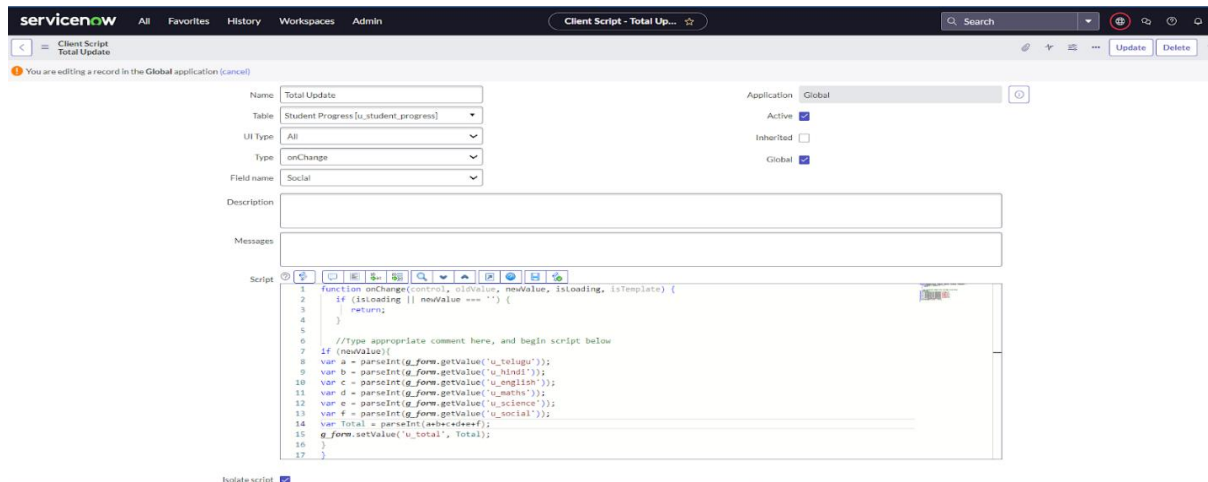 servicenow All Favorites History Workspaces Admin Client Script - Total Up... Search
Client Script
Total Update
Update Delete
You are editing a record in the Global application (cancel)
Name Total Update
Application Global
Table Student Progress [u_student_progress]
Active
UI Type All
Inherited
Type onChange
Global
Field name Social
Description
Messages
Script
1 function onChange(control, oldValue, newValue, isLoading, isTemplate) {
2 if (isLoading || newValue === '') {
3 return;
4 }
5
6 //Type appropriate comment here, and begin script below
7 if (newValue){
8 var a = parseInt(g_form.getValue('u_telugu'));
9 var b = parseInt(g_form.getValue('u_hindi'));
10 var c = parseInt(g_form.getValue('u_english'));
11 var d = parseInt(g_form.getValue('u_maths'));
12 var e = parseInt(g_form.getValue('u_science'));
13 var f = parseInt(g_form.getValue('u_social'));
14 var Total = parseInt(a+b+c+d+e+f);
15 g_form.setValue('u_total', Total);
16 }
17 }
Isolate script